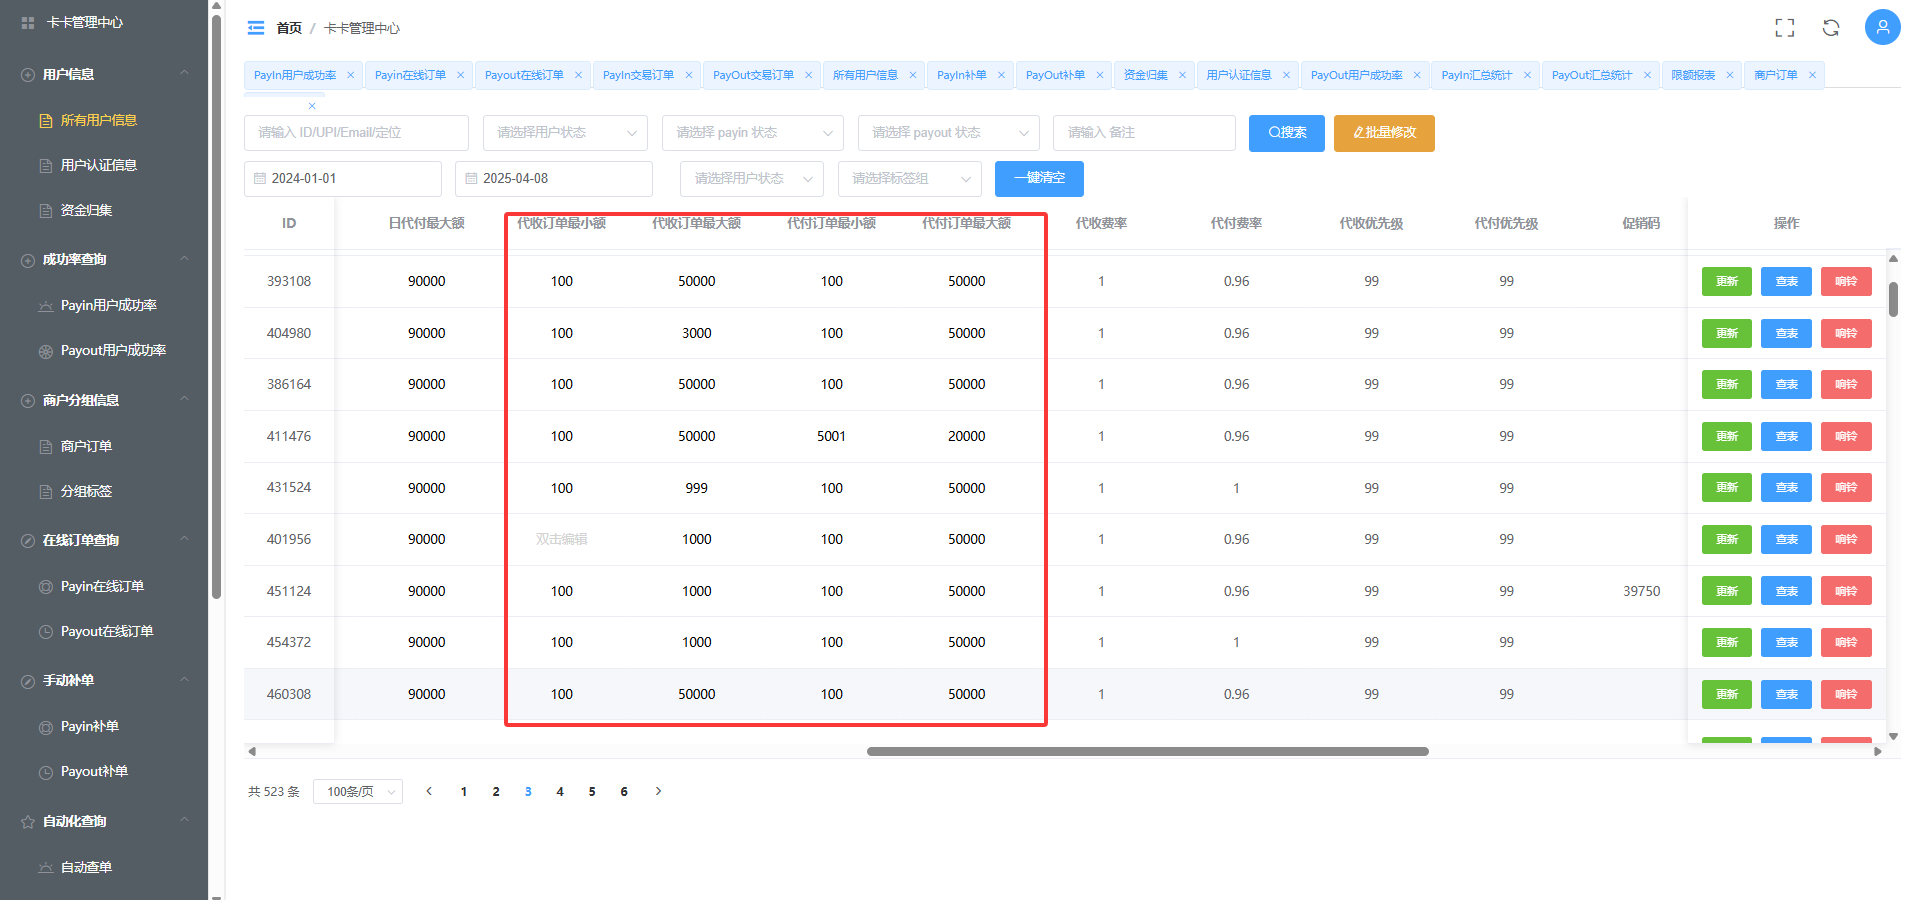 卡卡管理中心
用户信息
所有用户信息
用户认证信息
资金归集
成功率查询
Payin用户成功率
Payout用户成功率
商户分组信息
商户订单
分组标签
在线订单查询
Payin在线订单
Payout在线订单
手动补单
Payin补单
Payout补单
自动化查询
自动查单
首页 / 卡卡管理中心
PayIn用户成功率 Payin在线订单 Payout在线订单 PayIn交易订单 PayOut交易订单 所有用户信息 PayIn补单 PayOut补单 资金归集 用户认证信息 PayOut用户成功率 PayIn汇总统计 PayOut汇总统计 限额报表 商户订单
请输入 ID/UPI/Email/定位 请选择用户状态 请选择 payin 状态 请选择 payout 状态 请输入 备注 搜索 批量修改
2024-01-01 2025-04-08 请选择用户状态 请选择标签组 一键清空
ID 日代付最大额 代收订单最小额 代收订单最大额 代付订单最小额 代付订单最大额 代收费率 代付费率 代收优先级 代付优先级 促销码 操作
393108 90000 100 50000 100 50000 1 0.96 99 99 更新 查表 响铃
404980 90000 100 3000 100 50000 1 0.96 99 99 更新 查表 响铃
386164 90000 100 50000 100 50000 1 0.96 99 99 更新 查表 响铃
411476 90000 100 50000 5001 20000 1 0.96 99 99 更新 查表 响铃
431524 90000 100 999 100 50000 1 1 99 99 更新 查表 响铃
401956 90000 双击编辑 1000 100 50000 1 0.96 99 99 更新 查表 响铃
451124 90000 100 1000 100 50000 1 0.96 99 99 39750 更新 查表 响铃
454372 90000 100 1000 100 50000 1 1 99 99 更新 查表 响铃
460308 90000 100 50000 100 50000 1 0.96 99 99 更新 查表 响铃
共 523 条 100条/页 1 2 3 4 5 6